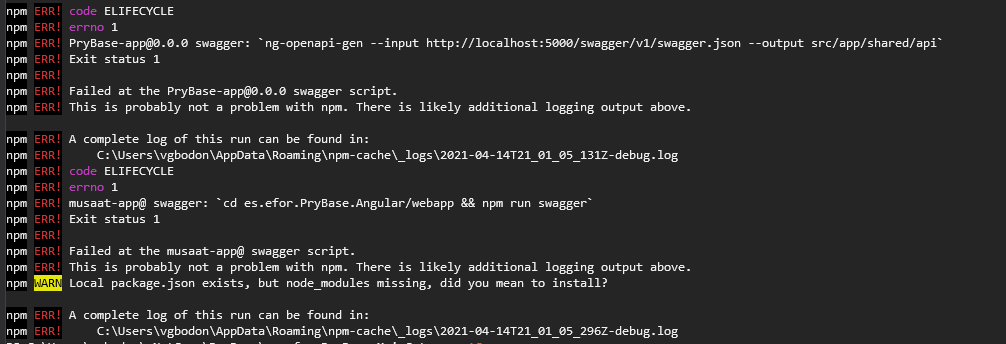 npm ERR! code ELIFECYCLE
npm ERR! errno 1
npm ERR! PryBase-app@0.0.0 swagger: `ng-openapi-gen --input http://localhost:5000/swagger/v1/swagger.json --output src/app/shared/api`
npm ERR! Exit status 1
npm ERR!
npm ERR! Failed at the PryBase-app@0.0.0 swagger script.
npm ERR! This is probably not a problem with npm. There is likely additional logging output above.
npm ERR! A complete log of this run can be found in:
npm ERR!     C:\Users\vgbodon\AppData\Roaming\npm-cache\_logs\2021-04-14T21_01_05_131Z-debug.log
npm ERR! code ELIFECYCLE
npm ERR! errno 1
npm ERR! musaat-app@ swagger: `cd es.efor.PryBase.Angular/webapp && npm run swagger`
npm ERR! Exit status 1
npm ERR!
npm ERR! Failed at the musaat-app@ swagger script.
npm ERR! This is probably not a problem with npm. There is likely additional logging output above.
npm WARN Local package.json exists, but node_modules missing, did you mean to install?
npm ERR! A complete log of this run can be found in:
npm ERR!     C:\Users\vgbodon\AppData\Roaming\npm-cache\_logs\2021-04-14T21_01_05_296Z-debug.log